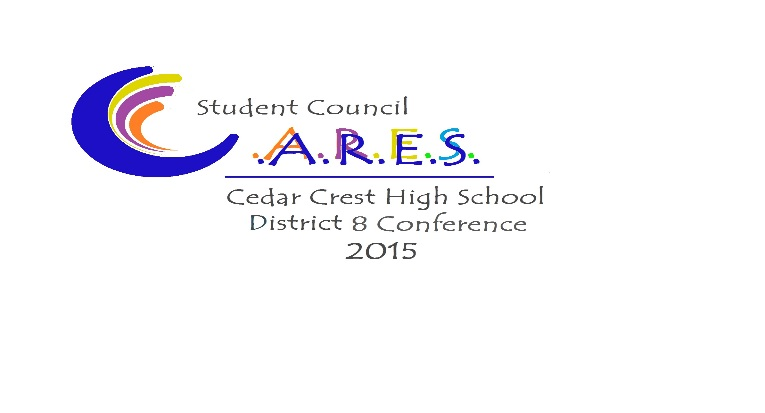 Student Council
C.A.R.E.S.
Cedar Crest High School
District 8 Conference
2015